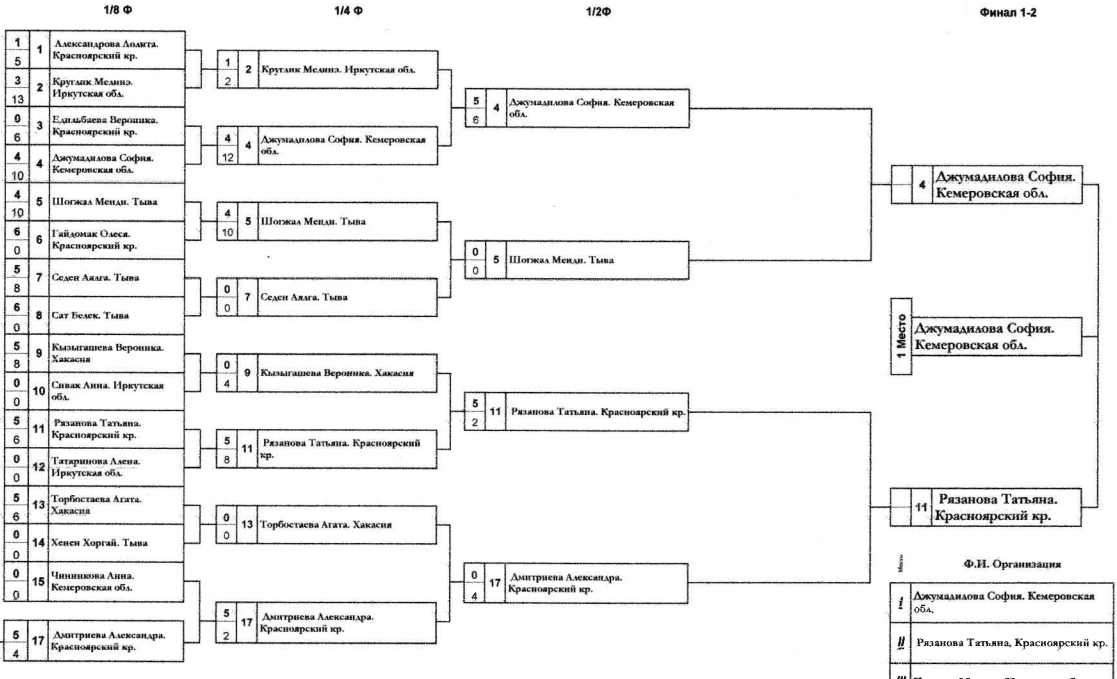 1/8 Ф
1/4 Ф
1/2Ф
Финал 1-2
1
5
1
Александрова Лолита.
Красноярский кр.
3
13
2
Круглик Мелинэ.
Иркутская обл.
0
6
3
Едильбаева Вероника.
Красноярский кр.
4
10
4
Джумадилова София.
Кемеровская обл.
4
10
5
Шогжал Менди. Тыва
6
0
6
Гайдомак Олеся.
Красноярский кр.
5
8
7
Седен Аялга. Тыва
6
0
8
Сат Белек. Тыва
5
8
9
Кызыгашева Вероника.
Хакасия
0
0
10
Сивак Анна. Иркутская
обл.
5
6
11
Рязанова Татьяна.
Красноярский кр.
0
0
12
Татаринова Алена.
Иркутская обл.
5
6
13
Торбостаева Агата.
Хакасия
0
0
14
Хенен Хоргай. Тыва
0
0
15
Чинникова Анна.
Кемеровская обл.
5
4
17
Дмитриева Александра.
Красноярский кр.
1
2
2
Круглик Мелинэ. Иркутская обл.
4
12
4
Джумадилова София. Кемеровская
обл.
4
10
5
Шогжал Менди. Тыва
0
0
7
Седен Аялга. Тыва
0
4
9
Кызыгашева Вероника. Хакасия
5
8
11
Рязанова Татьяна. Красноярский
кр.
0
0
13
Торбостаева Агата. Хакасия
5
2
17
Дмитриева Александра.
Красноярский кр.
5
6
4
Джумадилова София. Кемеровская
обл.
0
0
5
Шогжал Менди. Тыва
5
2
11
Рязанова Татьяна. Красноярский кр.
0
4
17
Дмитриева Александра.
Красноярский кр.
4
Джумадилова София.
Кемеровская обл.
1 Место
Джумадилова София.
Кемеровская обл.
11
Рязанова Татьяна.
Красноярский кр.
Место
Ф.И. Организация
I
Джумадилова София. Кемеровская
обл.
II
Рязанова Татьяна. Красноярский кр.
III